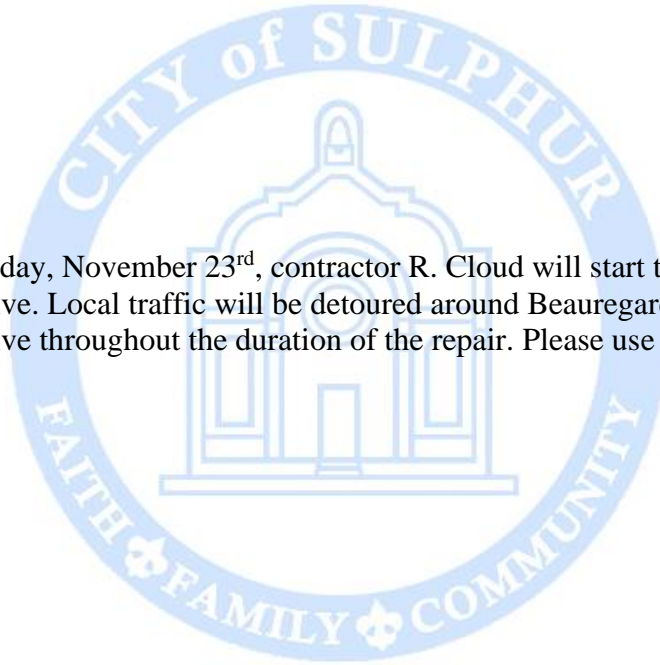 CITY of SULPHUR
day, November 23rd, contractor R. Cloud will start t
ve. Local traffic will be detoured around Beauregar
ve throughout the duration of the repair. Please use
FAITH FAMILY COMMUNITY